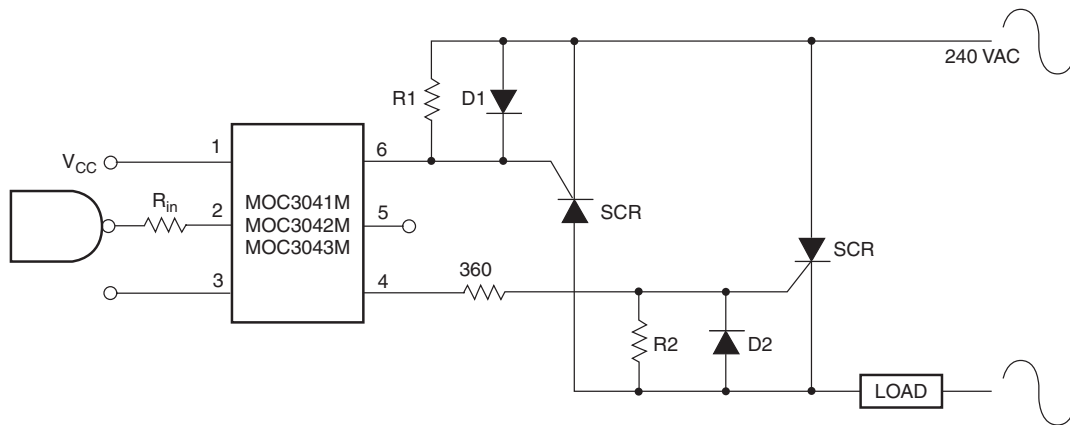 240 VAC
R1
D1
1
6
VCC
Rin
2
MOC3041M
MOC3042M
MOC3043M
5
SCR
SCR
3
4
360
R2
D2
LOAD